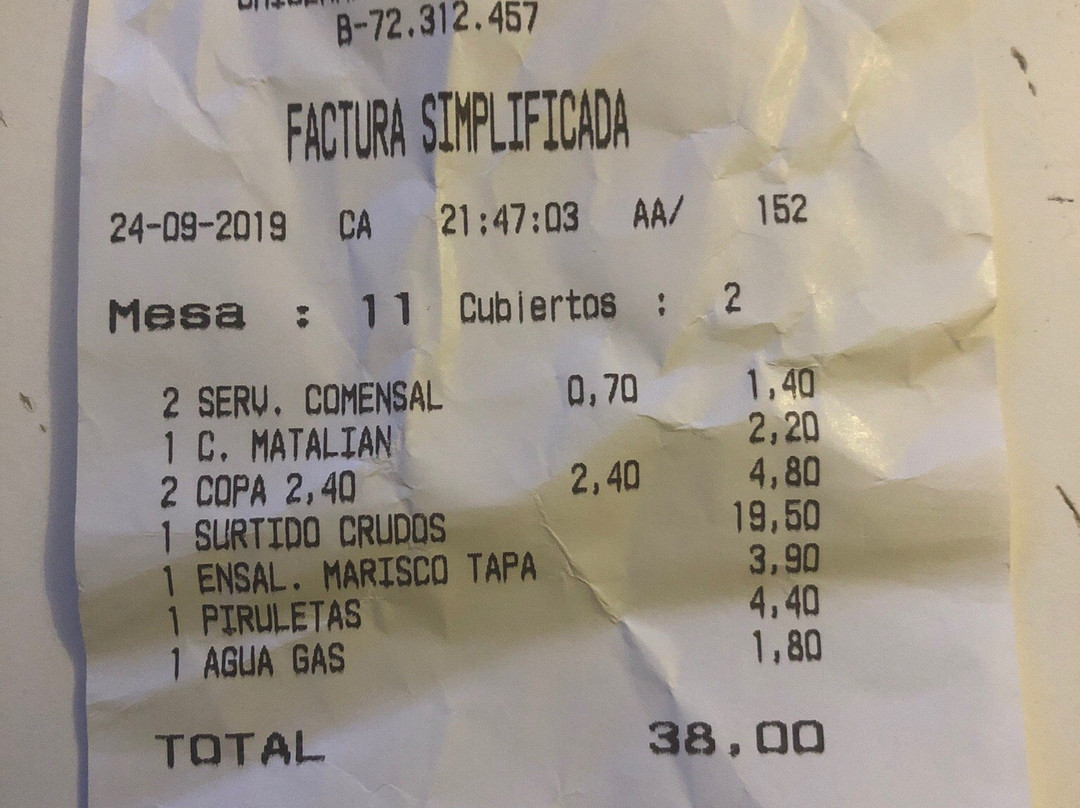 B-72.312.457
FACTURA SIMPLIFICADA
24-09-2019 CA 21:47:03 AA/ 152
Mesa : 11 Cubiertos : 2
2 SERV. COMENSAL 0,70 1,40
1 C. MATALIAN 2,20
2 COPA 2,40 2,40 4,80
1 SURTIDO CRUDOS 19,50
1 ENSAL. MARISCO TAPA 3,90
1 PIRULETAS 4,40
1 AGUA GAS 1,80
TOTAL 38,00